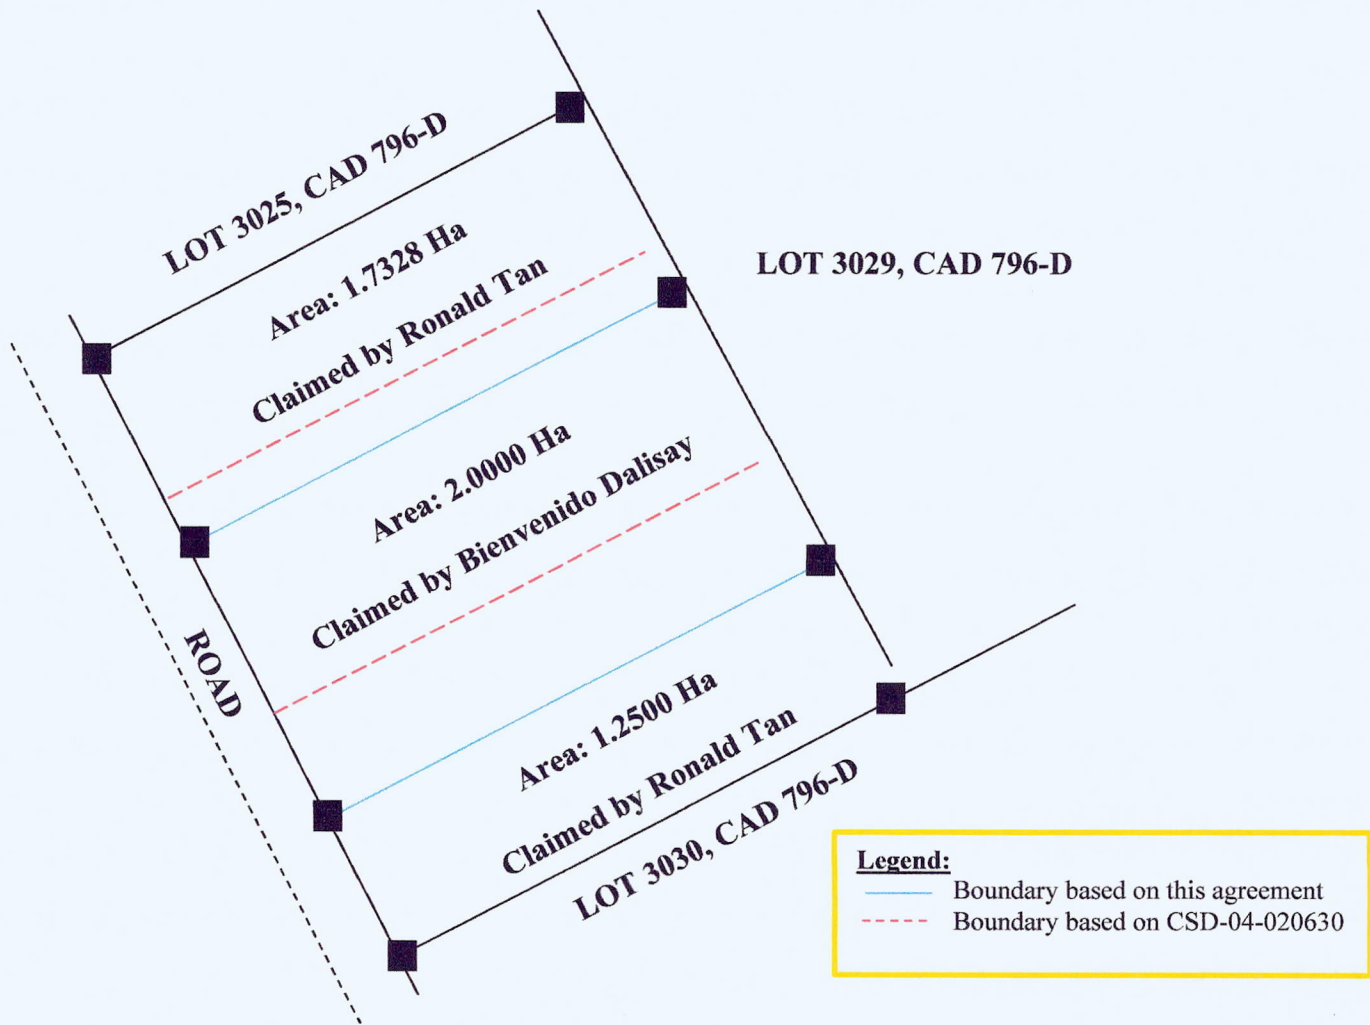 LOT 3025, CAD 796-D
Area: 1.7328 Ha
Claimed by Ronald Tan
LOT 3029, CAD 796-D
Area: 2.0000 Ha
Claimed by Bienvenido Dalisay
ROAD
Area: 1.2500 Ha
Claimed by Ronald Tan
LOT 3030, CAD 796-D
Legend:
Boundary based on this agreement
Boundary based on CSD-04-020630